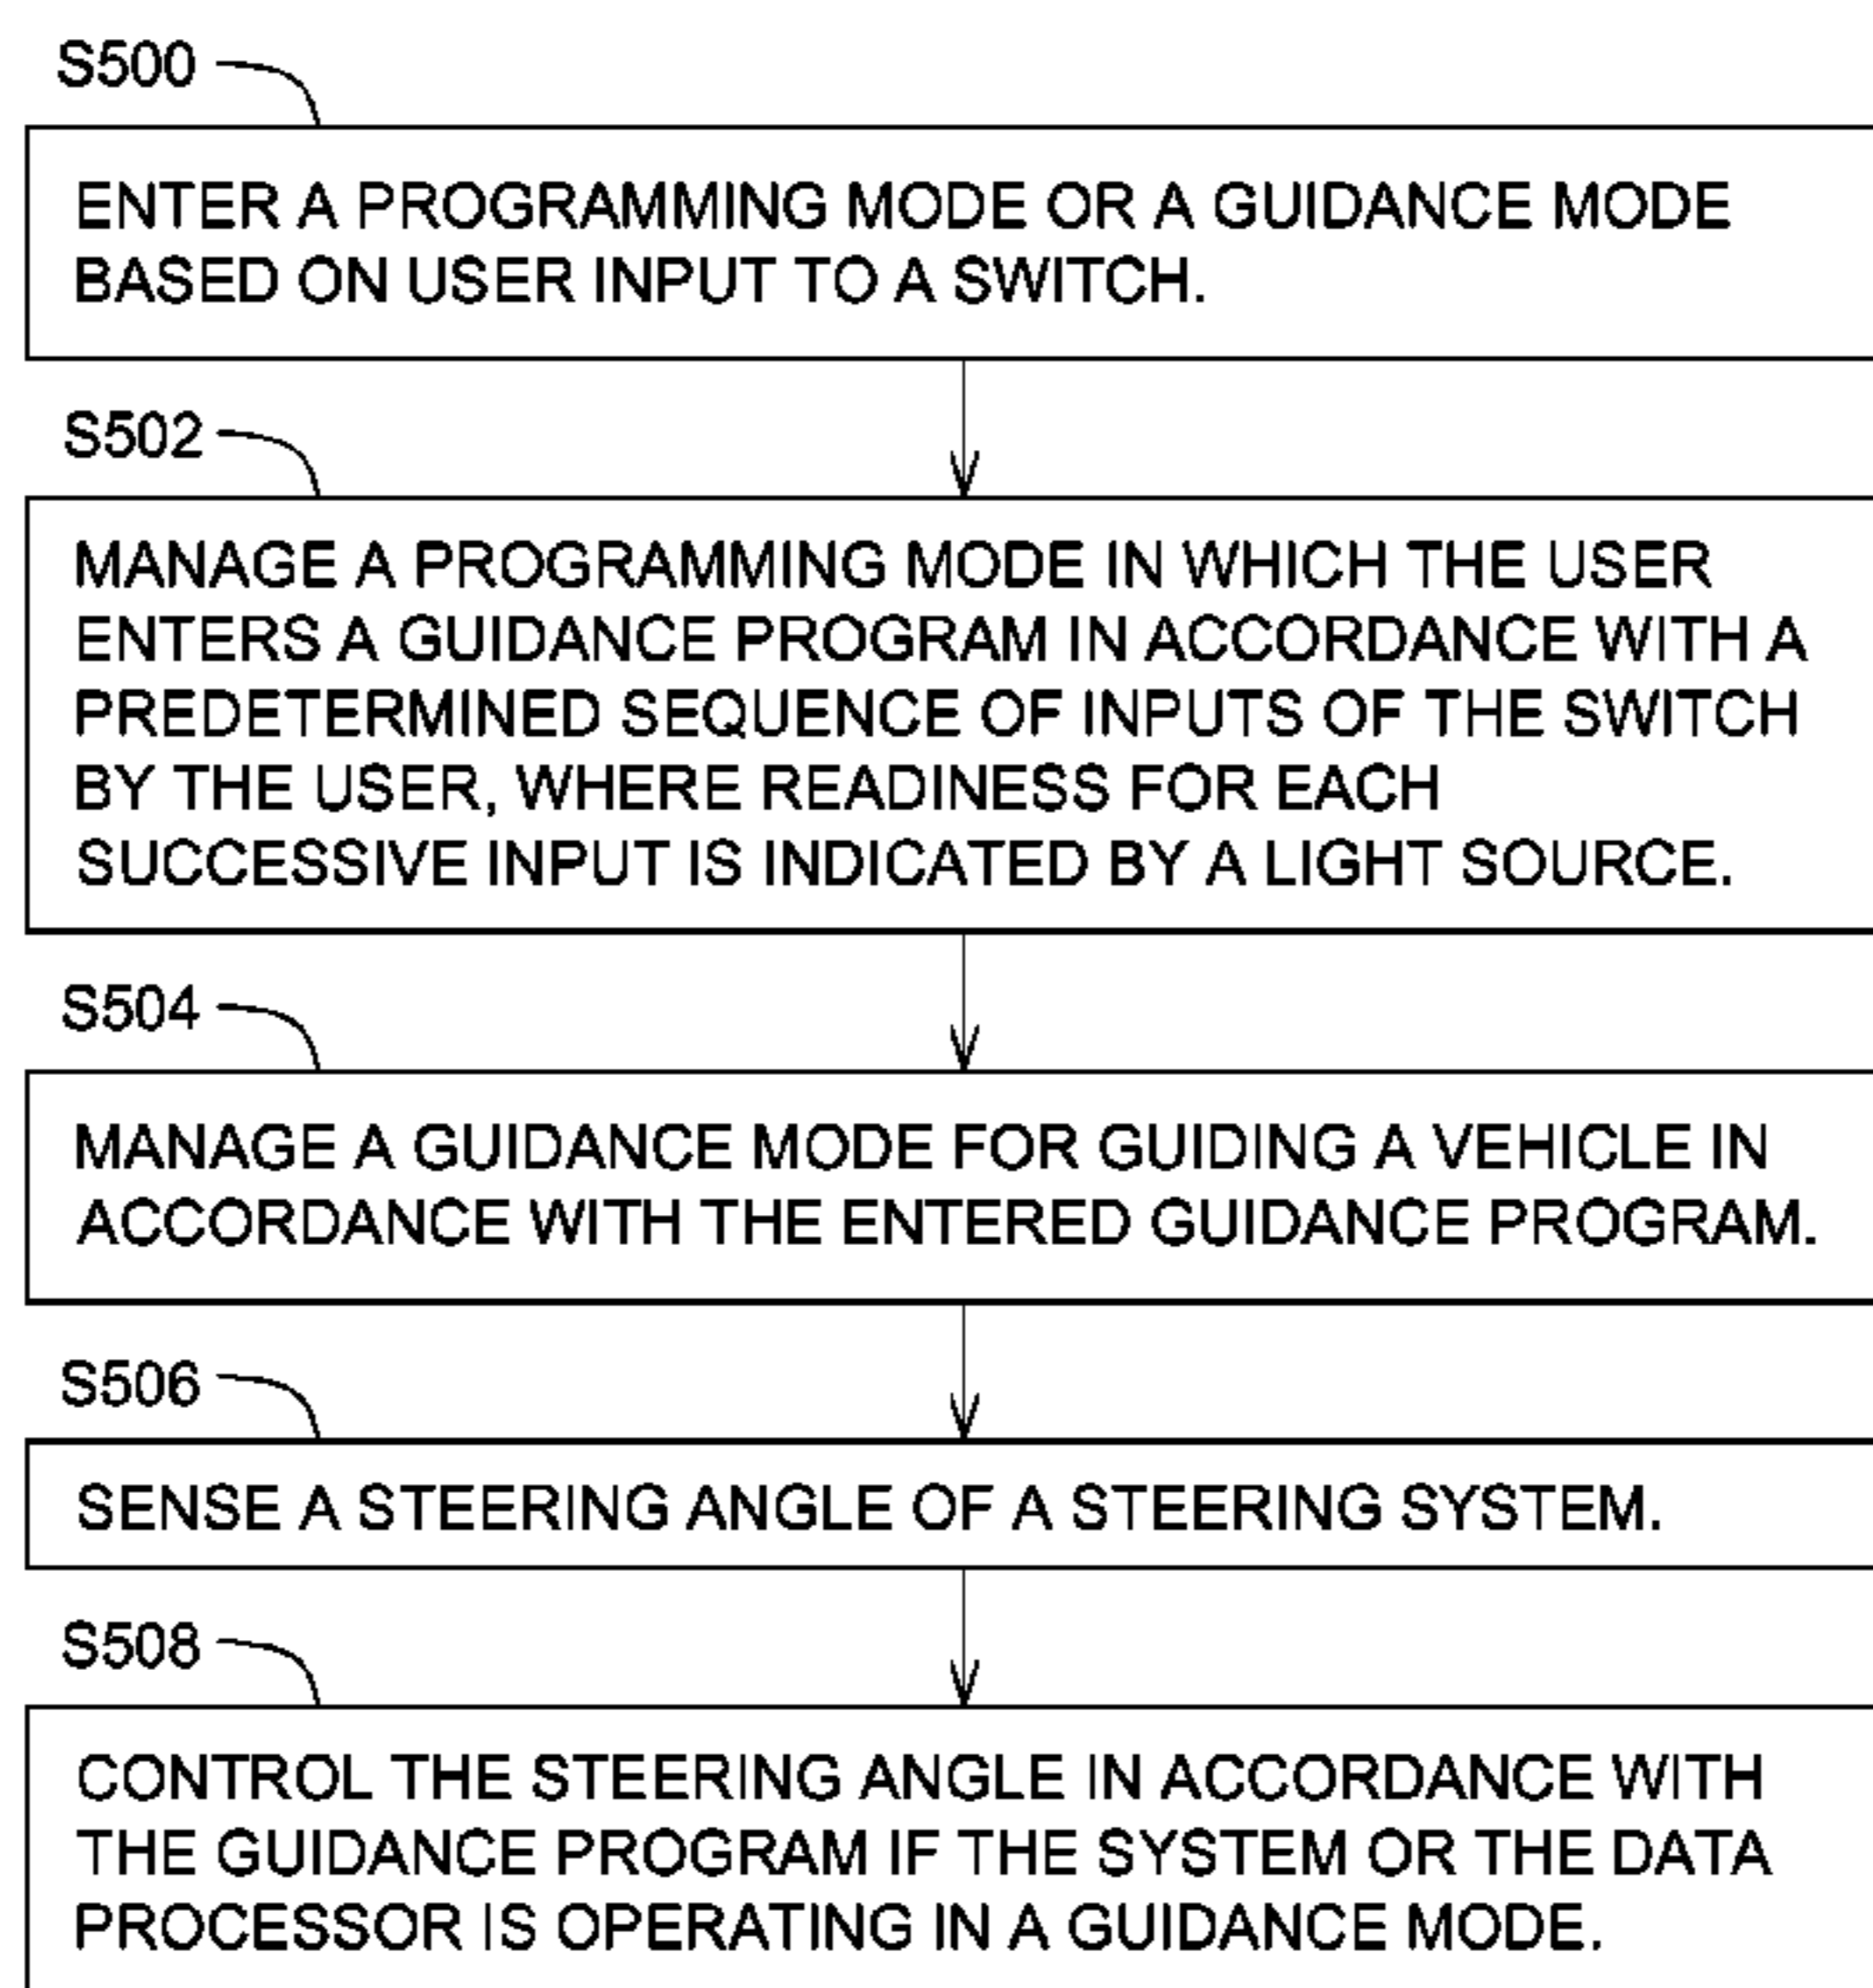 S500
ENTER A PROGRAMMING MODE OR A GUIDANCE MODE
BASED ON USER INPUT TO A SWITCH.
S502
MANAGE A PROGRAMMING MODE IN WHICH THE USER
ENTERS A GUIDANCE PROGRAM IN ACCORDANCE WITH A
PREDETERMINED SEQUENCE OF INPUTS OF THE SWITCH
BY THE USER, WHERE READINESS FOR EACH
SUCCESSIVE INPUT IS INDICATED BY A LIGHT SOURCE.
S504
MANAGE A GUIDANCE MODE FOR GUIDING A VEHICLE IN
ACCORDANCE WITH THE ENTERED GUIDANCE PROGRAM.
S506
SENSE A STEERING ANGLE OF A STEERING SYSTEM.
S508
CONTROL THE STEERING ANGLE IN ACCORDANCE WITH
THE GUIDANCE PROGRAM IF THE SYSTEM OR THE DATA
PROCESSOR IS OPERATING IN A GUIDANCE MODE.